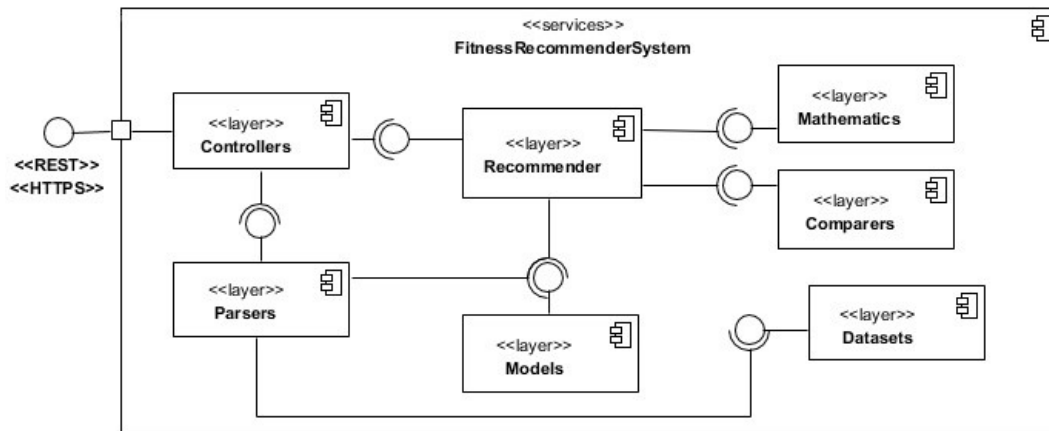 <<services>>
FitnessRecommenderSystem
<<layer>>
Mathematics
<<layer>>
Controllers
<<layer>>
Recommender
<<REST>>
<<HTTPS>>
<<layer>>
Comparers
<<layer>>
Parsers
<<layer>>
Models
<<layer>>
Datasets